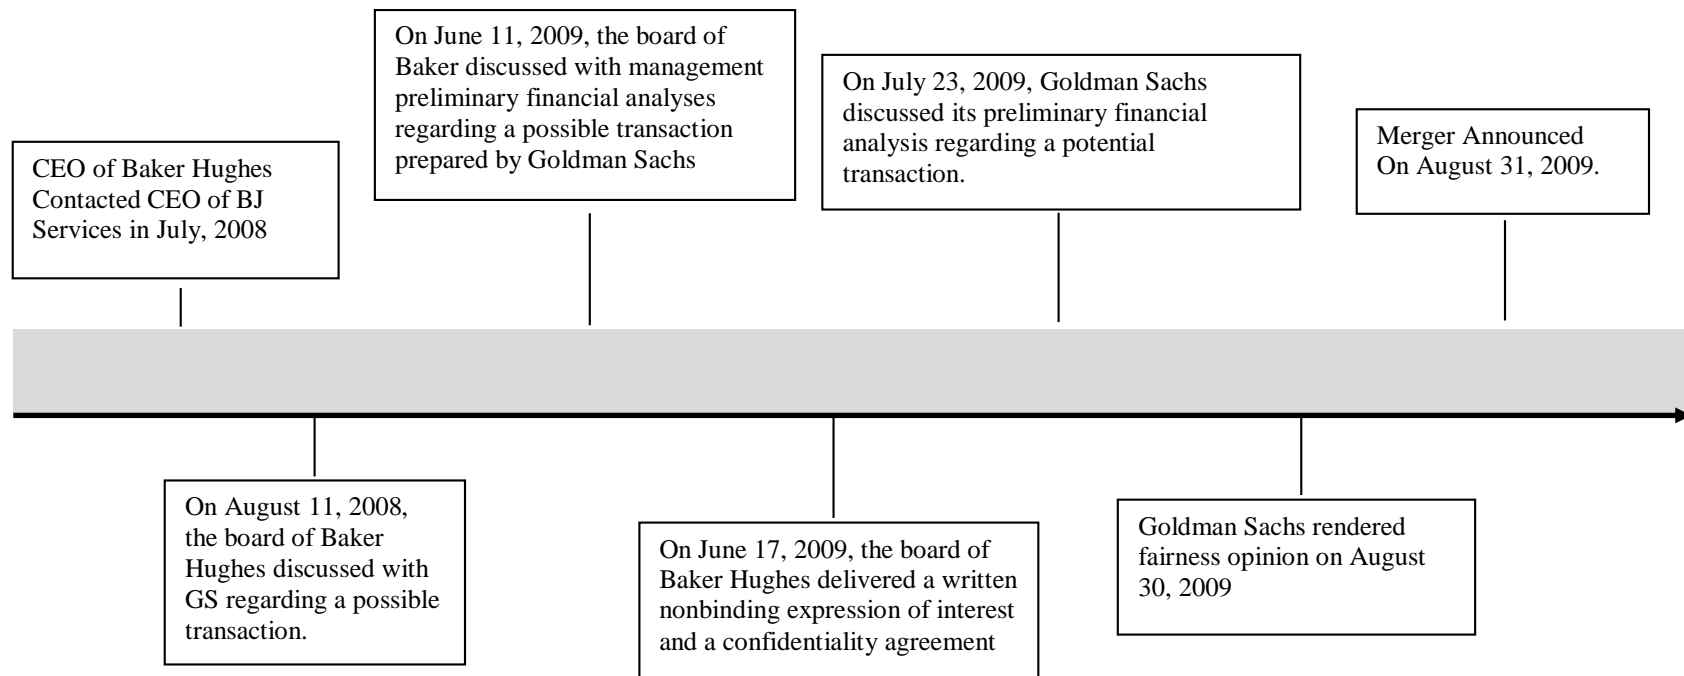 CEO of Baker Hughes
Contacted CEO of BJ
Services in July, 2008
On June 11, 2009, the board of
Baker discussed with management
preliminary financial analyses
regarding a possible transaction
prepared by Goldman Sachs
On July 23, 2009, Goldman Sachs
discussed its preliminary financial
analysis regarding a potential
transaction.
Merger Announced
On August 31, 2009.
On August 11, 2008,
the board of Baker
Hughes discussed with
GS regarding a possible
transaction.
On June 17, 2009, the board of
Baker Hughes delivered a written
nonbinding expression of interest
and a confidentiality agreement
Goldman Sachs rendered
fairness opinion on August
30, 2009